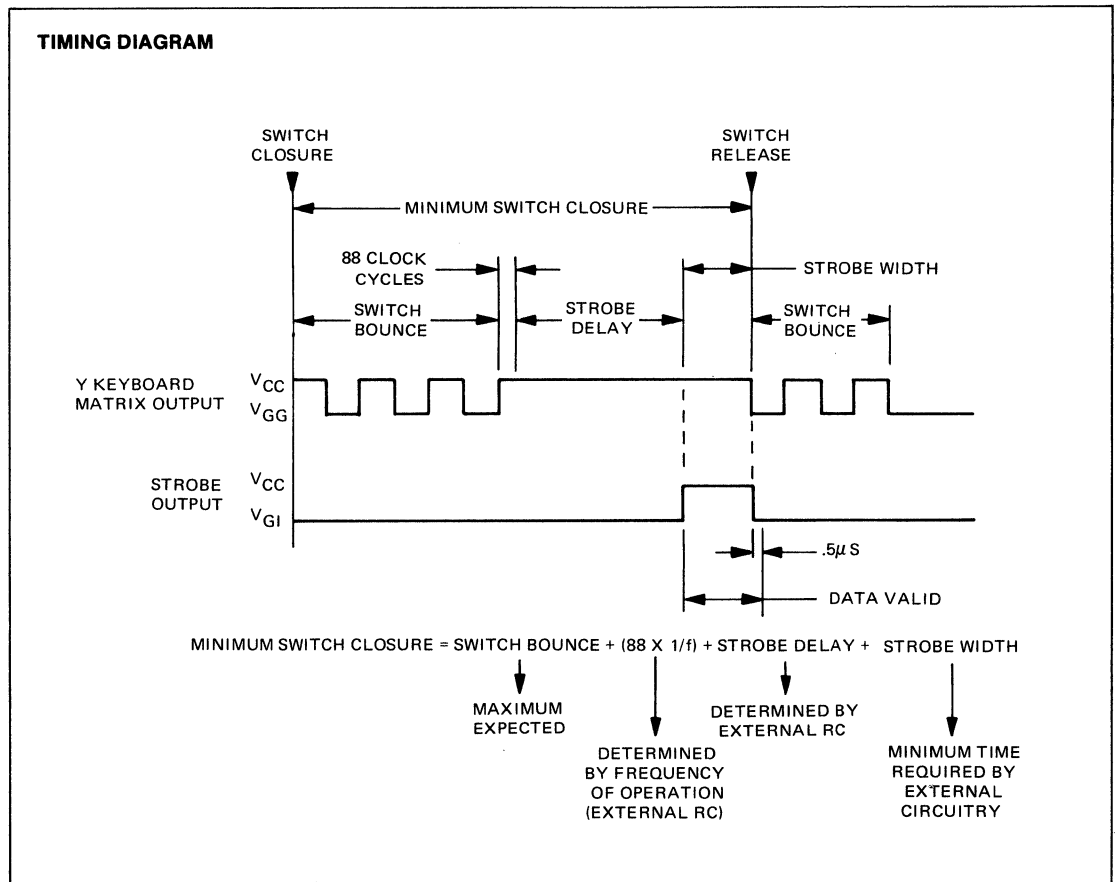 TIMING DIAGRAM
SWITCH
CLOSURE
SWITCH
RELEASE
MINIMUM SWITCH CLOSURE
88 CLOCK
CYCLES
STROBE WIDTH
SWITCH
BOUNCE
STROBE
DELAY
SWITCH
BOUNCE
Y KEYBOARD
MATRIX OUTPUT
VCC
VGG
STROBE
OUTPUT
VCC
VGI
.5μS
DATA VALID
MINIMUM SWITCH CLOSURE = SWITCH BOUNCE + (88 X 1/f) + STROBE DELAY + STROBE WIDTH
MAXIMUM
EXPECTED
DETERMINED
BY FREQUENCY
OF OPERATION
(EXTERNAL RC)
DETERMINED BY
EXTERNAL RC
MINIMUM TIME
REQUIRED BY
EXTERNAL
CIRCUITRY